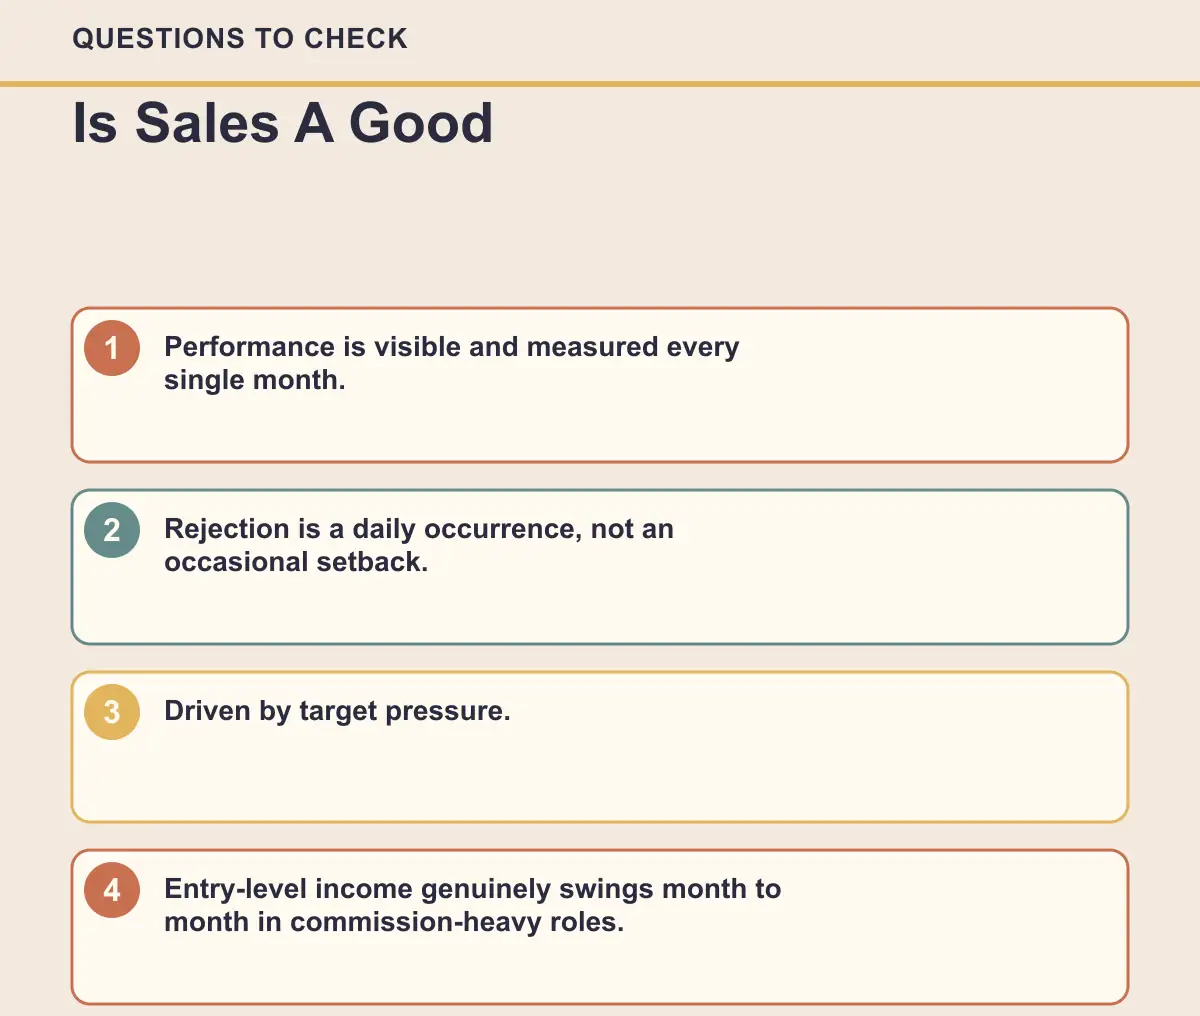 QUESTIONS TO CHECK
Is Sales A Good
1
Performance is visible and measured every
single month.
2
Rejection is a daily occurrence, not an
occasional setback.
3
Driven by target pressure.
4
Entry-level income genuinely swings month to
month in commission-heavy roles.